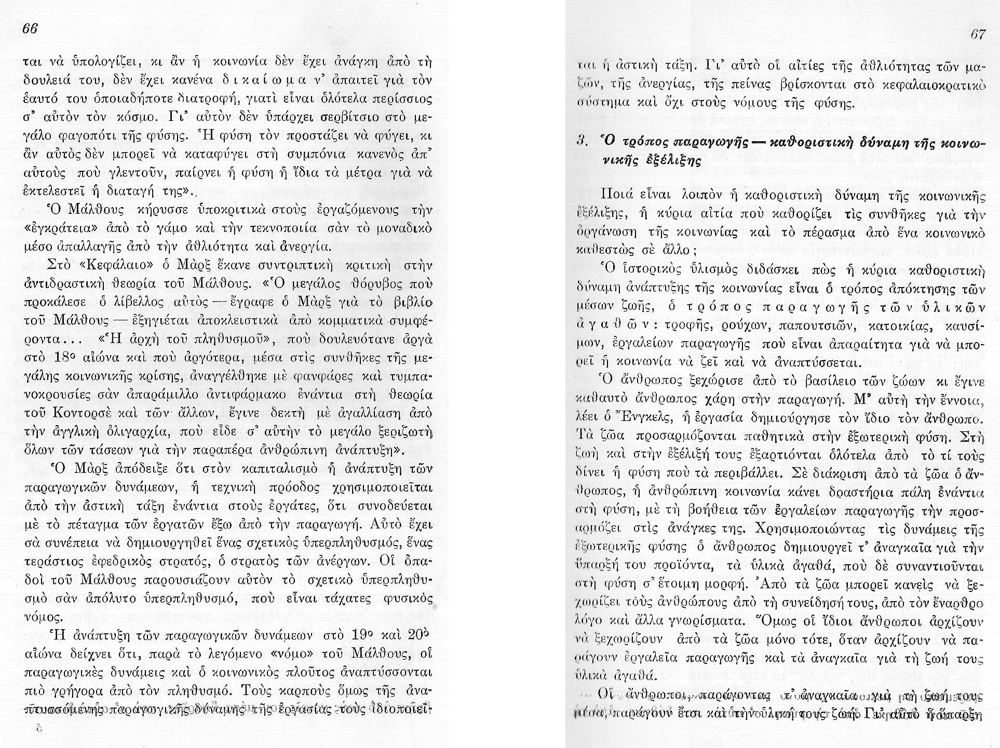 66
ται νὰ ὑπολογίζει, κι ἂν ἡ κοινωνία δὲν ἔχει ἀνάγκη ἀπὸ τὴ
δουλειά του, δὲν ἔχει κανένα δικαίωμα ν' ἀπαιτεῖ γιὰ τὸν
ἑαυτό του ὁποιαδήποτε διατροφή, γιατὶ εἶναι ὁλότελα περίσσιος
σ' αὐτὸν τὸν κόσμο. Γι' αὐτὸν δὲν ὑπάρχει σερβίτσιο στὸ με-
γάλο φαγοπότι τῆς φύσης. Ἡ φύση τὸν προστάζει νὰ φύγει, κι
ἂν αὐτὸς δὲν μπορεῖ νὰ καταφύγει στὴ συμπόνια κανενὸς ἀπ'
αὐτοὺς ποὺ γλεντοῦν, παίρνει ἡ φύση ἡ ἴδια τὰ μέτρα γιὰ νὰ
ἐκτελεστεῖ ἡ διαταγή της».
Ὁ Μάλθους κήρυσσε ὑποκριτικὰ στοὺς ἐργαζόμενους τὴν
«ἐγκράτεια» ἀπὸ τὸ γάμο καὶ τὴν τεκνοποιία σὰν τὸ μοναδικὸ
μέσο ἀπαλλαγῆς ἀπὸ τὴν ἀθλιότητα καὶ ἀνεργία.
Στὸ «Κεφάλαιο» ὁ Μὰρξ ἔκανε συντριπτικὴ κριτικὴ στὴν
ἀντιδραστικὴ θεωρία τοῦ Μάλθους. «Ὁ μεγάλος θόρυβος ποὺ
προκάλεσε ὁ λίβελλος αὐτὸς — ἔγραφε ὁ Μὰρξ γιὰ τὸ βιβλίο
τοῦ Μάλθους — ἐξηγιέται ἀποκλειστικὰ ἀπὸ κομματικὰ συμφέ-
ροντα... «Ἡ ἀρχὴ τοῦ πληθυσμοῦ», ποὺ δουλευότανε ἀργὰ
στὸ 18ο αἰώνα καὶ ποὺ ἀργότερα, μέσα στὶς συνθῆκες τῆς με-
γάλης κοινωνικῆς κρίσης, ἀναγγέλθηκε μὲ φανφάρες καὶ τυμπα-
νοκρουσίες σὰν ἀπαράμιλλο ἀντιφάρμακο ἐνάντια στὴ θεωρία
τοῦ Κοντορσὲ καὶ τῶν ἄλλων, ἔγινε δεκτὴ μὲ ἀγαλλίαση ἀπὸ
τὴν ἀγγλικὴ ὀλιγαρχία, ποὺ εἶδε σ' αὐτὴν τὸ μεγάλο ξεριζωτὴ
ὅλων τῶν τάσεων γιὰ τὴν παραπέρα ἀνθρώπινη ἀνάπτυξη».
Ὁ Μὰρξ ἀπόδειξε ὅτι στὸν καπιταλισμὸ ἡ ἀνάπτυξη τῶν
παραγωγικῶν δυνάμεων, ἡ τεχνικὴ πρόοδος χρησιμοποιεῖται
ἀπὸ τὴν ἀστικὴ τάξη ἐνάντια στοὺς ἐργάτες, ὅτι συνοδεύεται
μὲ τὸ πέταγμα τῶν ἐργατῶν ἔξω ἀπὸ τὴν παραγωγή. Αὐτὸ ἔχει
σὰ συνέπεια νὰ δημιουργηθεῖ ἕνας σχετικὸς ὑπερπληθυσμός, ἕνας
τεράστιος ἐφεδρικὸς στρατός, ὁ στρατὸς τῶν ἀνέργων. Οἱ ὀπα-
δοὶ τοῦ Μάλθους παρουσιάζουν αὐτὸν τὸ σχετικὸ ὑπερπληθυ-
σμὸ σὰν ἀπόλυτο ὑπερπληθυσμό, ποὺ εἶναι τάχατες φυσικὸς
νόμος.
Ἡ ἀνάπτυξη τῶν παραγωγικῶν δυνάμεων στὸ 19ο καὶ 20ὸ
αἰώνα δείχνει ὅτι, παρὰ τὸ λεγόμενο «νόμο» τοῦ Μάλθους, οἱ
παραγωγικὲς δυνάμεις καὶ ὁ κοινωνικὸς πλοῦτος ἀναπτύσσονται
πιὸ γρήγορα ἀπὸ τὸν πληθυσμό. Τοὺς καρποὺς ὅμως τῆς ἀνα-
πτυσσόμενης παραγωγικῆς δύναμης τῆς ἐργασίας τους ἰδιοποιεῖ-
67
ται ἡ ἀστικὴ τάξη. Γι' αὐτὸ οἱ αἰτίες τῆς ἀθλιότητας τῶν μα-
ζῶν, τῆς ἀνεργίας, τῆς πείνας βρίσκονται στὸ κεφαλαιοκρατικὸ
σύστημα καὶ ὄχι στοὺς νόμους τῆς φύσης.
3. Ὁ τρόπος παραγωγῆς — καθοριστικὴ δύναμη τῆς κοινω-
νικῆς ἐξέλιξης
Ποιά εἶναι λοιπὸν ἡ καθοριστικὴ δύναμη τῆς κοινωνικῆς
ἐξέλιξης, ἡ κύρια αἰτία ποὺ καθορίζει τὶς συνθῆκες γιὰ τὴν
ὀργάνωση τῆς κοινωνίας καὶ τὸ πέρασμα ἀπὸ ἕνα κοινωνικὸ
καθεστὼς σὲ ἄλλο;
Ὁ ἱστορικὸς ὑλισμὸς διδάσκει πὼς ἡ κύρια καθοριστικὴ
δύναμη ἀνάπτυξης τῆς κοινωνίας εἶναι ὁ τρόπος ἀπόκτησης τῶν
μέσων ζωῆς, ὁ τρόπος παραγωγῆς τῶν ὑλικῶν
ἀγαθῶν: τροφῆς, ρούχων, παπουτσιῶν, κατοικίας, καυσί-
μων, ἐργαλείων παραγωγῆς ποὺ εἶναι ἀπαραίτητα γιὰ νὰ μπο-
ρεῖ ἡ κοινωνία νὰ ζεῖ καὶ νὰ ἀναπτύσσεται.
Ὁ ἄνθρωπος ξεχώρισε ἀπὸ τὸ βασίλειο τῶν ζώων κι ἔγινε
καθαυτὸ ἄνθρωπος χάρη στὴν παραγωγή. Μ' αὐτὴ τὴν ἔννοια,
λέει ὁ Ἔνγκελς, ἡ ἐργασία δημιούργησε τὸν ἴδιο τὸν ἄνθρωπο.
Τὰ ζῶα προσαρμόζονται παθητικὰ στὴν ἐξωτερικὴ φύση. Στὴ
ζωὴ καὶ στὴν ἐξέλιξή τους ἐξαρτιόνται ὁλότελα ἀπὸ τὸ τί τοὺς
δίνει ἡ φύση ποὺ τὰ περιβάλλει. Σὲ διάκριση ἀπὸ τὰ ζῶα ὁ ἄν-
θρωπος, ἡ ἀνθρώπινη κοινωνία κάνει δραστήρια πάλη ἐνάντια
στὴ φύση, μὲ τὴ βοήθεια τῶν ἐργαλείων παραγωγῆς τὴν προσ-
αρμόζει στὶς ἀνάγκες της. Χρησιμοποιώντας τὶς δυνάμεις τῆς
ἐξωτερικῆς φύσης ὁ ἄνθρωπος δημιουργεῖ τ' ἀναγκαῖα γιὰ τὴν
ὕπαρξή του προϊόντα, τὰ ὑλικὰ ἀγαθά, ποὺ δὲ συναντιοῦνται
στὴ φύση σ' ἕτοιμη μορφή. Ἀπὸ τὰ ζῶα μπορεῖ κανεὶς νὰ ξε-
χωρίζει τοὺς ἀνθρώπους ἀπὸ τὴ συνείδησή τους, ἀπὸ τὸν ἔναρθρο
λόγο καὶ ἄλλα γνωρίσματα. Ὅμως οἱ ἴδιοι ἄνθρωποι ἀρχίζουν
νὰ ξεχωρίζουν ἀπὸ τὰ ζῶα μόνο τότε, ὅταν ἀρχίζουν νὰ πα-
ράγουν ἐργαλεῖα παραγωγῆς καὶ τὰ ἀναγκαῖα γιὰ τὴ ζωή τους
ὑλικὰ ἀγαθά.
Οἱ ἄνθρωποι, παράγοντας τ' ἀναγκαῖα γιὰ τὴ ζωή τους
μέσα, παράγουν ἔτσι καὶ τὴν ὑλική τους ζωή. Γι' αὐτὸ ἡ ὕπαρξη